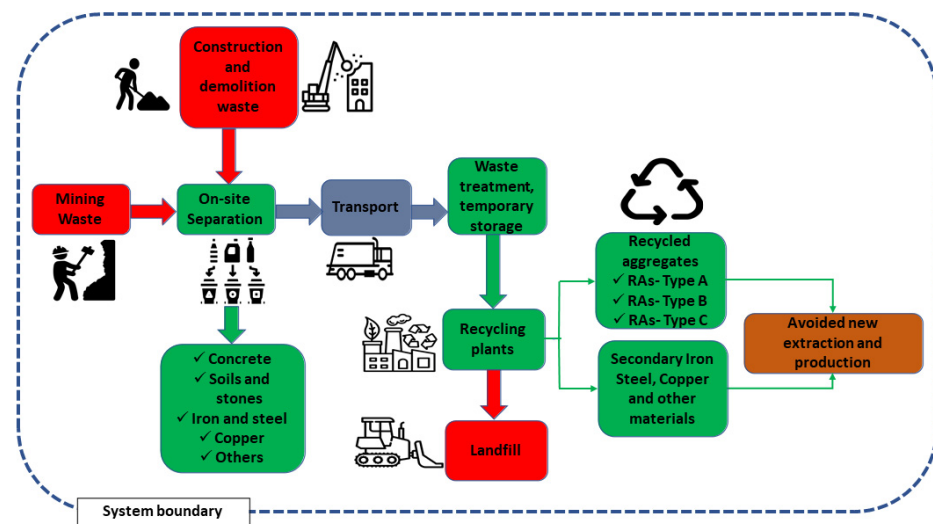 Construction
and
demolition
waste
Mining
Waste
On-site
Separation
Transport
Waste
treatment,
temporary
storage
Recycled
aggregates
✓ RAs- Type A
✓ RAs- Type B
✓ RAs- Type C
Recycling
plants
Avoided new
extraction and
production
✓ Concrete
✓ Soils and
stones
✓ Iron and steel
✓ Copper
✓ Others
Secondary Iron
Steel, Copper
and other
materials
Landfill
System boundary